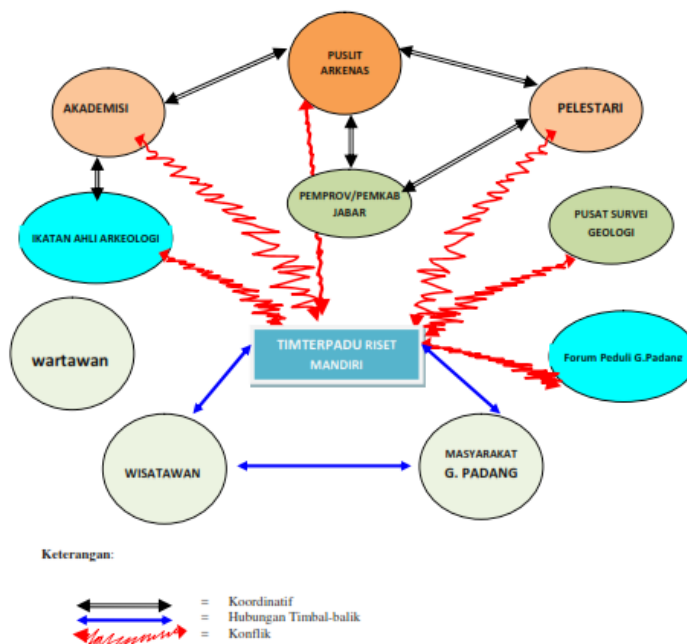 PUSLIT
ARKENAS
AKADEMISI
PELESTARI
PEMPROV/PEMKAB
JABAR
IKATAN AHLI ARKEOLOGI
PUSAT SURVEI
GEOLOGI
wartawan
TIMTERPADU RISET
MANDIRI
Forum Peduli G.Padang
WISATAWAN
MASYARAKAT
G. PADANG
Keterangan:
= Koordinatif
= Hubungan Timbal-balik
= Konflik